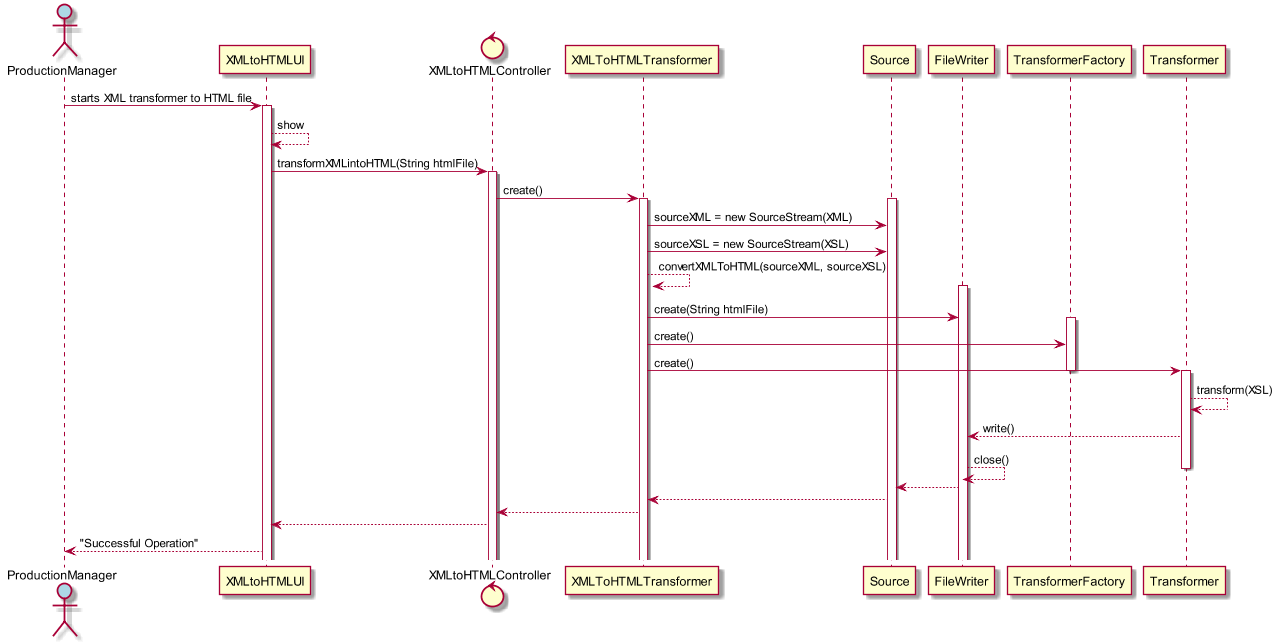 ProductionManager
XMLtoHTMLUI
XMLtoHTMLController
XMLToHTMLTransformer
Source
FileWriter
TransformerFactory
Transformer
starts XML transformer to HTML file
show
transformXMLintoHTML(String htmlFile)
create()
sourceXML = new SourceStream(XML)
sourceXSL = new SourceStream(XSL)
convertXMLToHTML(sourceXML, sourceXSL)
create(String htmlFile)
create()
create()
transform(XSL)
write()
close()
"Successful Operation"
ProductionManager
XMLtoHTMLUI
XMLtoHTMLController
XMLToHTMLTransformer
Source
FileWriter
TransformerFactory
Transformer